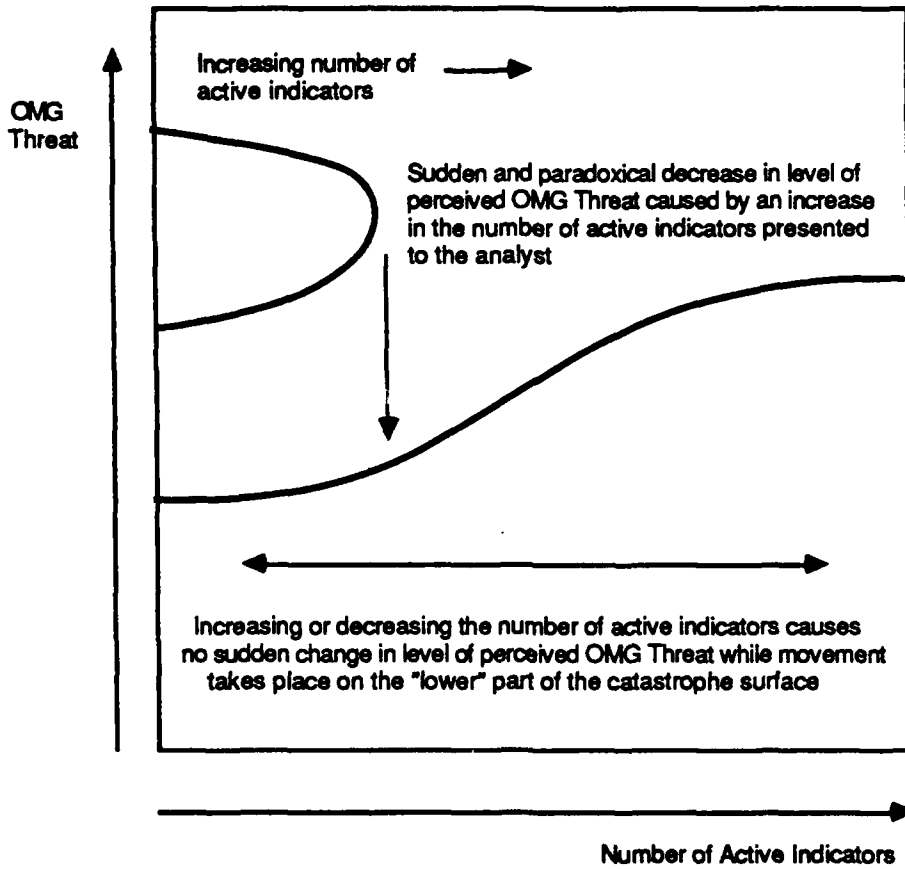 Increasing number of
active indicators
OMG
Threat
Sudden and paradoxical decrease in level of
perceived OMG Threat caused by an increase
in the number of active indicators presented
to the analyst
Increasing or decreasing the number of active indicators causes
no sudden change in level of perceived OMG Threat while movement
takes place on the "lower" part of the catastrophe surface
Number of Active Indicators